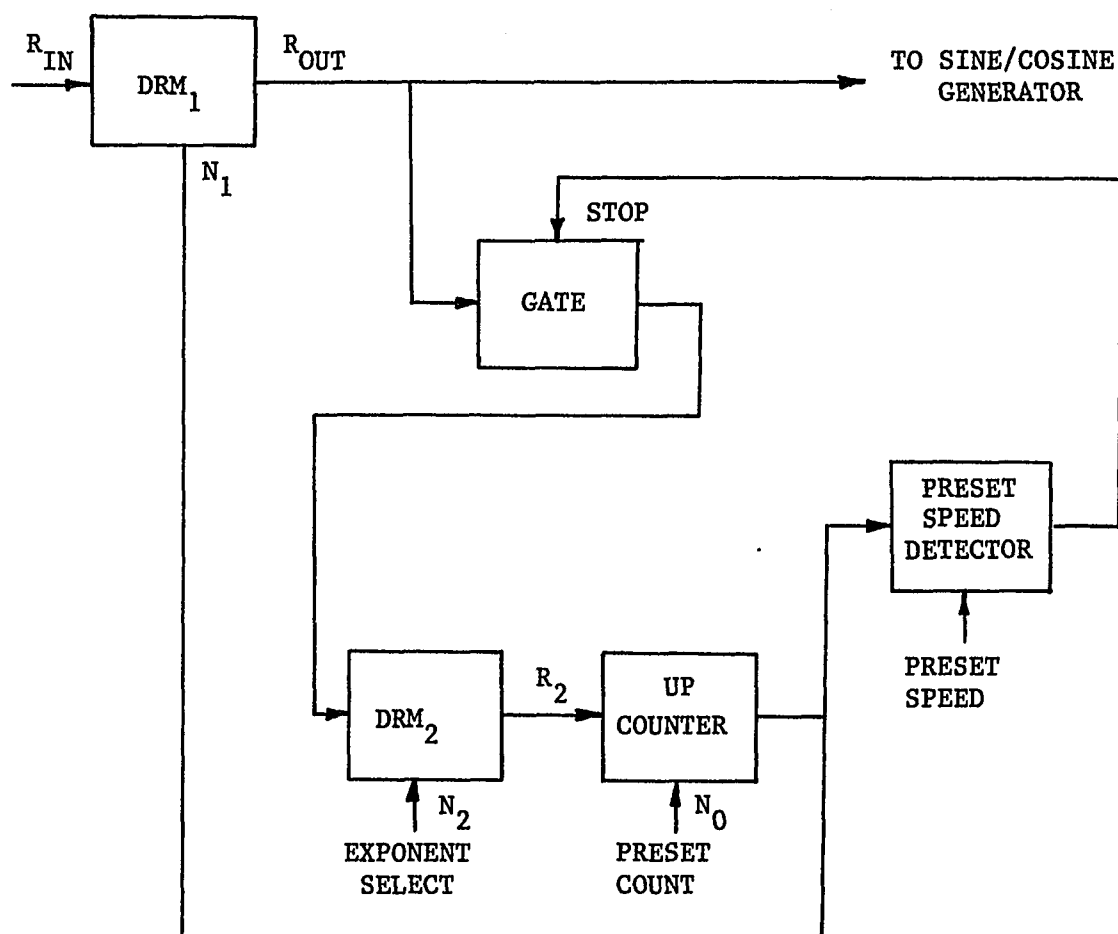 R_IN
R_OUT
TO SINE/COSINE
GENERATOR
DRM_1
N_1
STOP
GATE
PRESET
SPEED
DETECTOR
PRESET
SPEED
R_2
UP
COUNTER
DRM_2
N_2
N_0
EXPONENT
SELECT
PRESET
COUNT